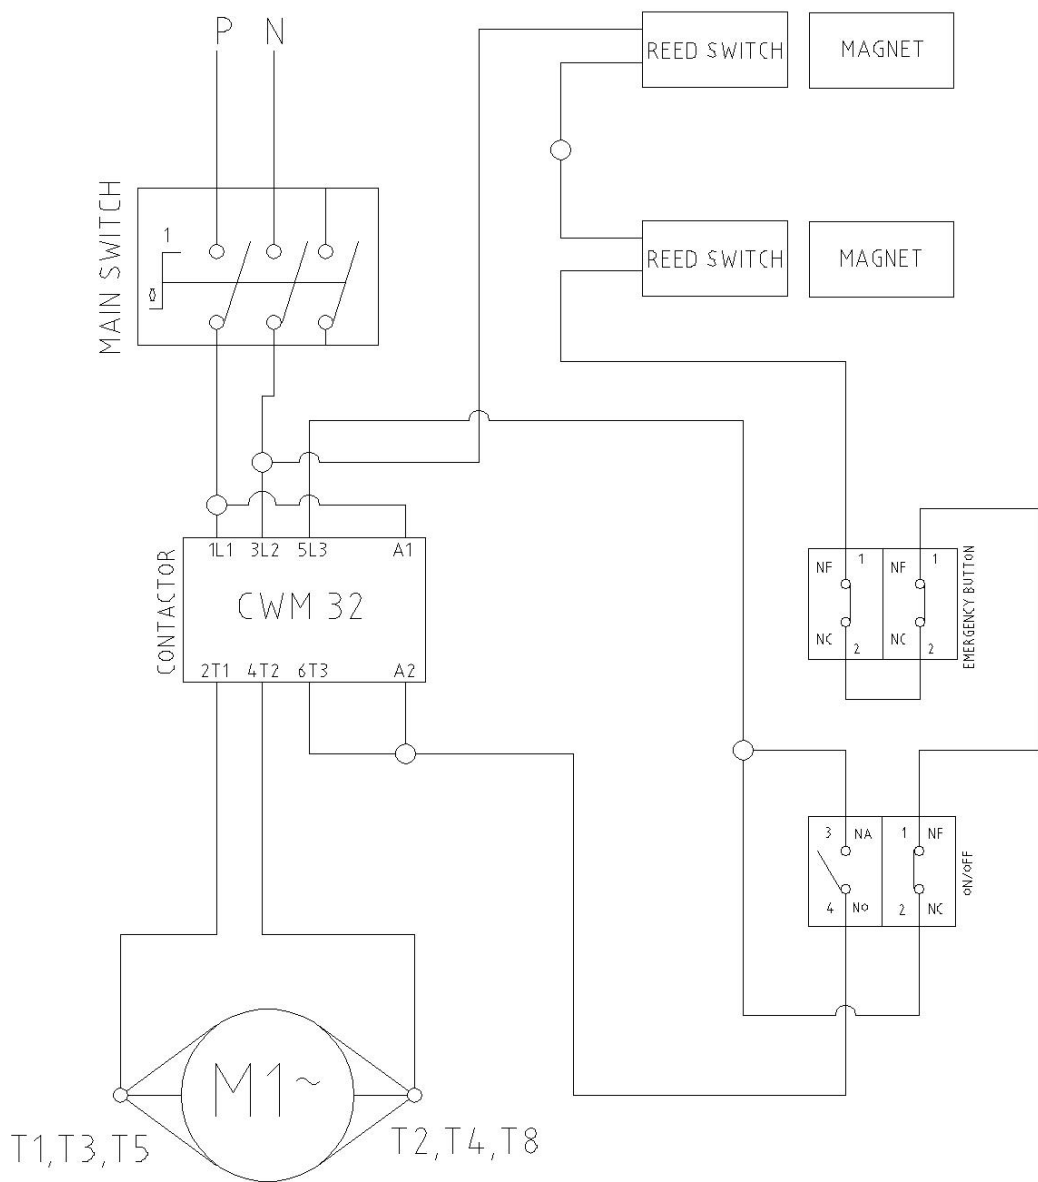 P N
REED SWITCH MAGNET
MAIN SWITCH
1
0
REED SWITCH MAGNET
CONTACTOR
1L1 3L2 5L3 A1
CWM 32
2T1 4T2 6T3 A2
NF 1 NF 1
NC 2 NC 2
EMERGENCY BUTTON
3 NA 1 NF
4 NO 2 NC
ON/OFF
M1~
T1,T3,T5
T2,T4,T8